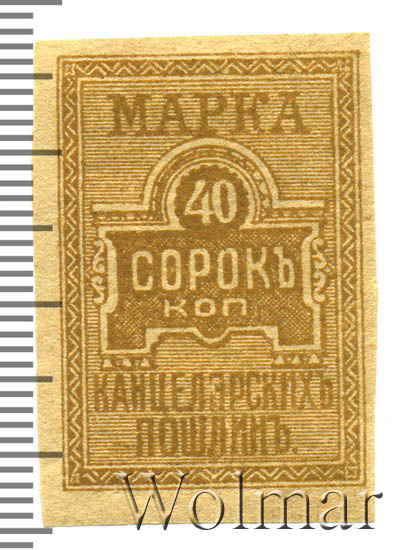 МАРКА
40
СОРОКЪ
КОП
КАНЦЕЛЯРСКИХЪ
ПОШЛИНЪ.
Wolmar